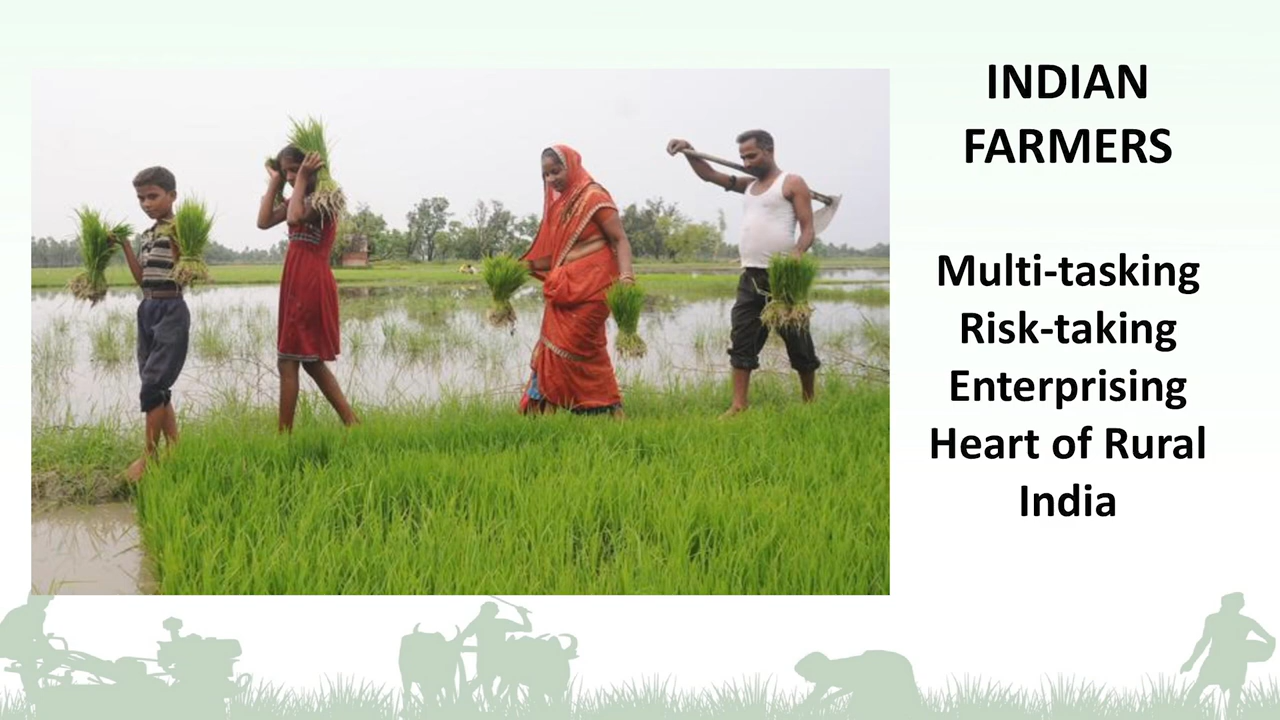 INDIAN
FARMERS
Multi-tasking
Risk-taking
Enterprising
Heart of Rural
India